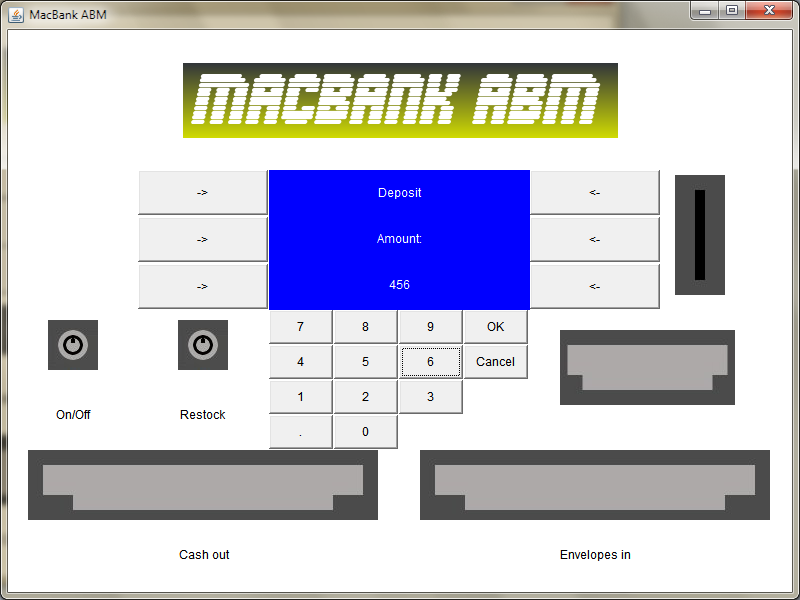 MacBank ABM
MACBANK ABM
-> Deposit <-
-> Amount: <-
-> 456 <-
7 8 9 OK
4 5 6 Cancel
1 2 3
. 0
On/Off Restock
Cash out Envelopes in